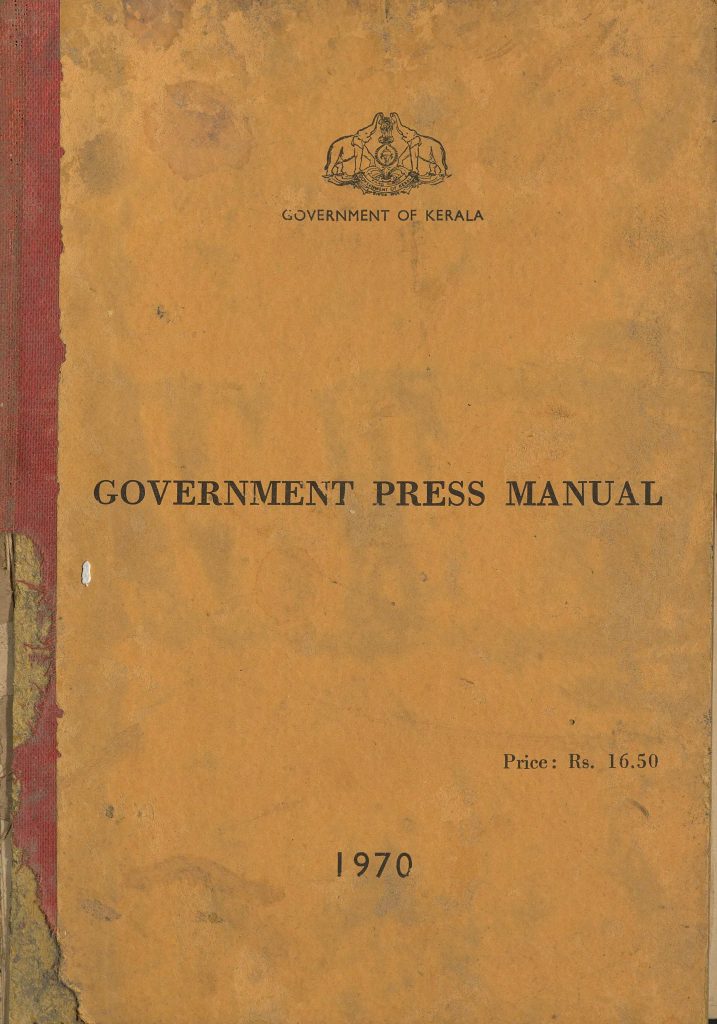 GOVERNMENT OF KERALA
GOVERNMENT PRESS MANUAL
Price: Rs. 16.50
1970